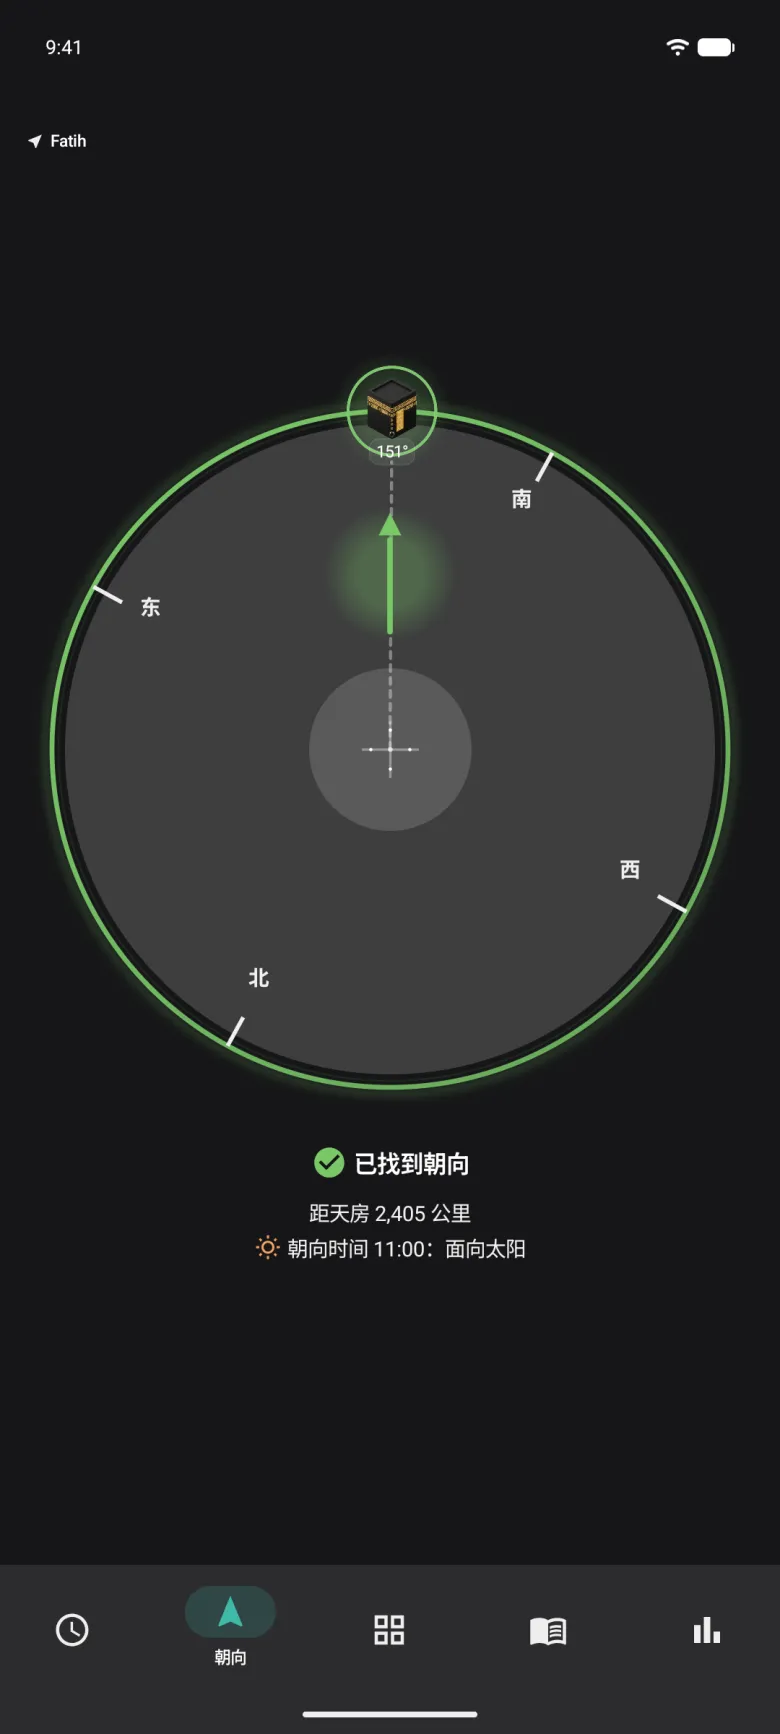 9:41
Fatih
151°
南
东
西
北
已找到朝向
距天房 2,405 公里
朝向时间 11:00：面向太阳
朝向